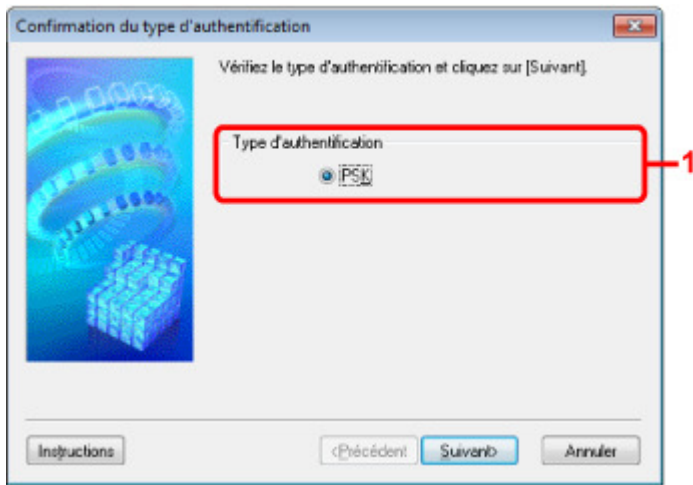 Confirmation du type d'authentification
Vérifiez le type d'authentification et cliquez sur [Suivant].
Type d'authentification
PSK
1
Instructions
<Précédent
Suivant>
Annuler